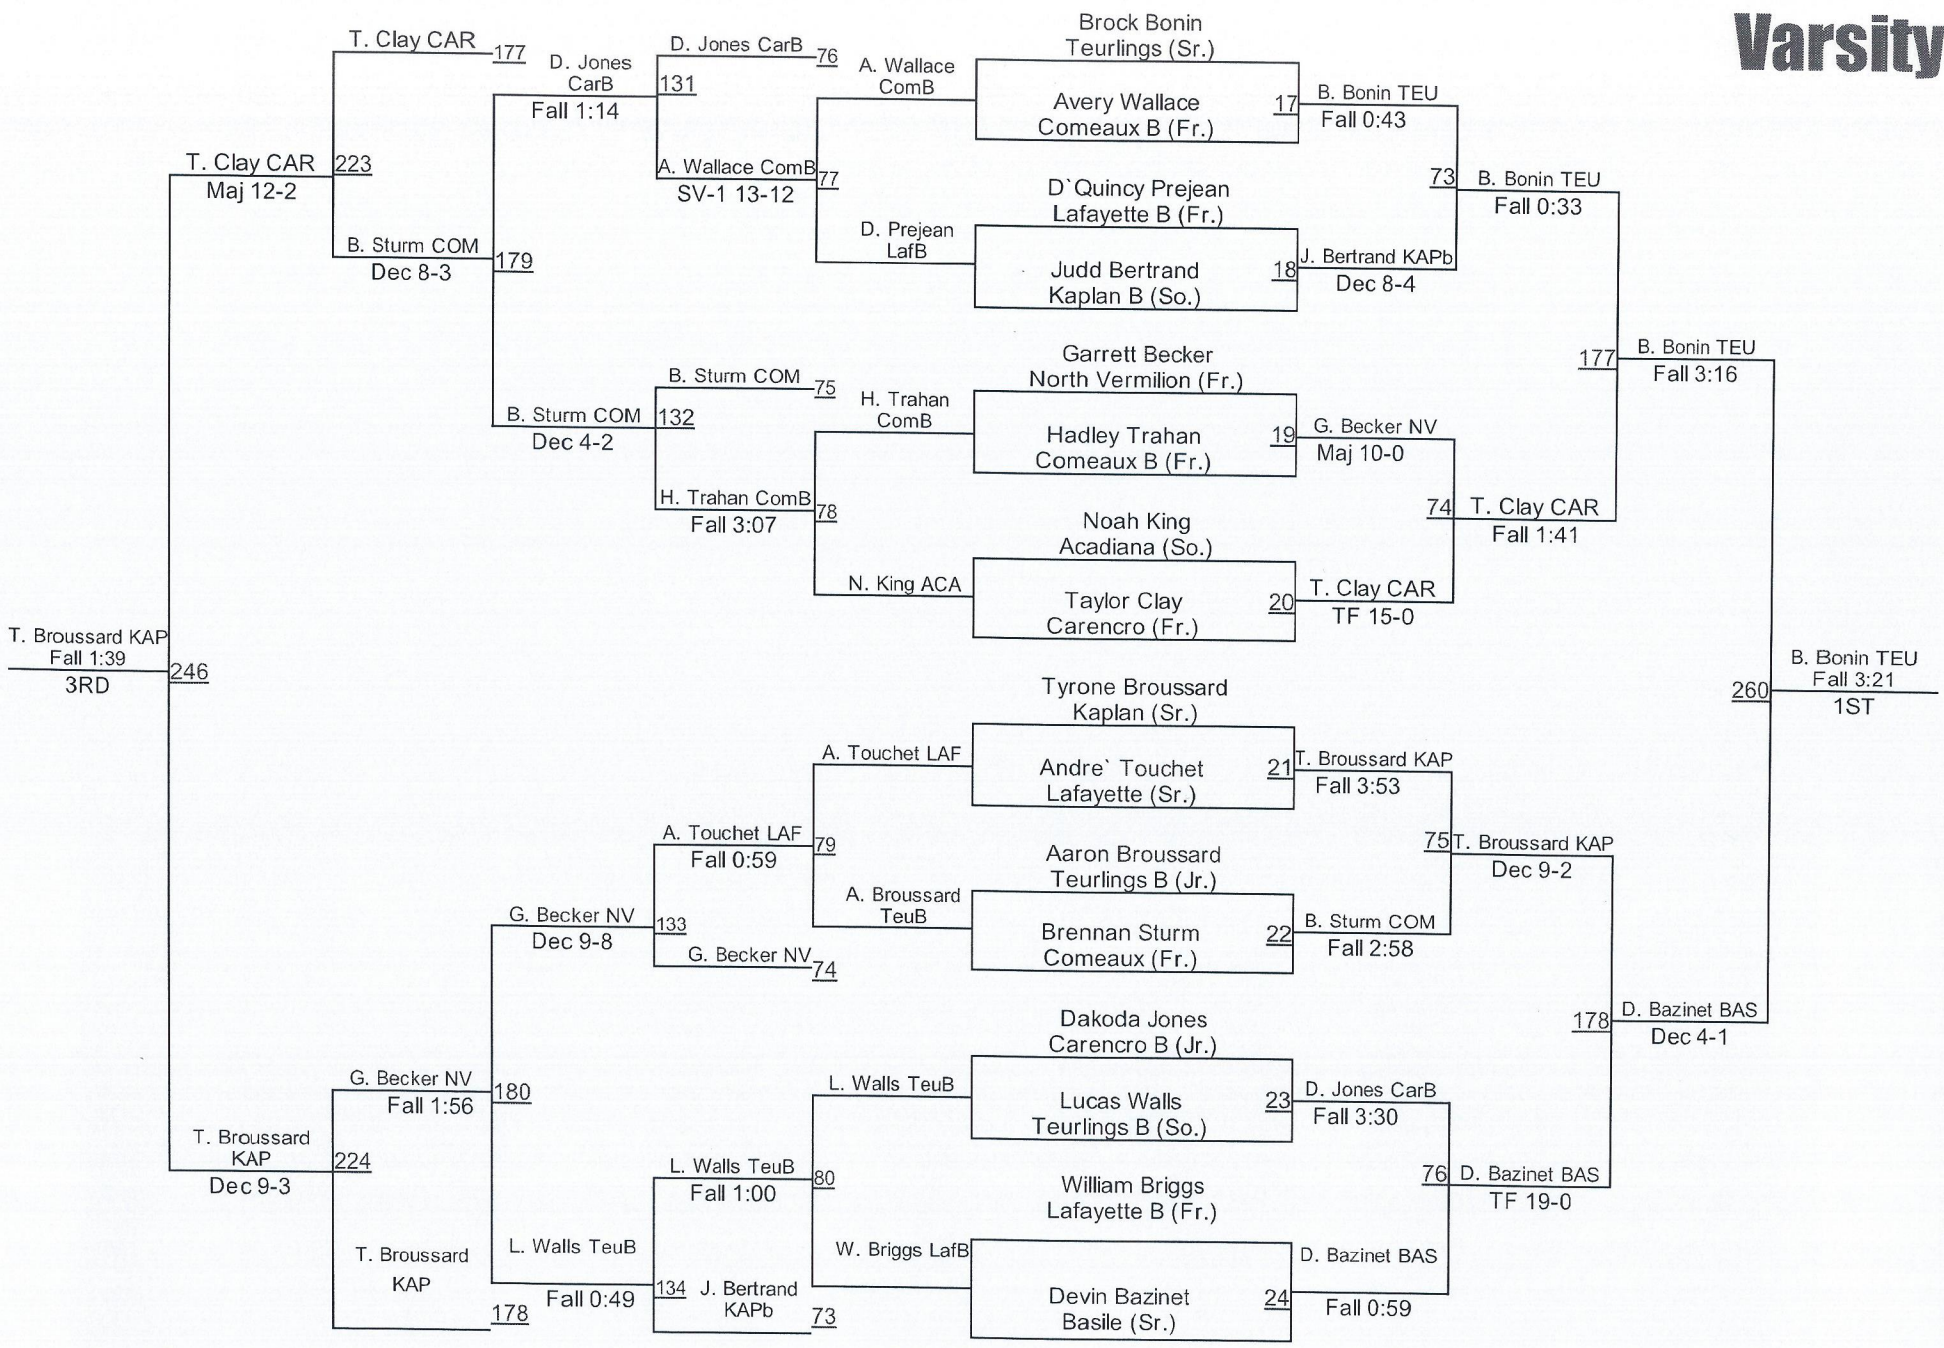 Varsity
T. Clay CAR
177
T. Clay CAR
Maj 12-2
223
B. Sturm COM
Dec 8-3
179
D. Jones
CarB
Fall 1:14
D. Jones CarB
76
131
A. Wallace ComB
SV-1 13-12
77
A. Wallace
ComB
D. Prejean
LafB
B. Sturm COM
75
B. Sturm COM
Dec 4-2
132
H. Trahan ComB
Fall 3:07
78
H. Trahan
ComB
N. King ACA
T. Broussard KAP
Fall 1:39
3RD
246
A. Touchet LAF
A. Touchet LAF
Fall 0:59
79
A. Broussard
TeuB
G. Becker NV
Dec 9-8
133
G. Becker NV
74
G. Becker NV
Fall 1:56
180
L. Walls TeuB
T. Broussard
KAP
Dec 9-3
224
L. Walls TeuB
Fall 1:00
80
W. Briggs LafB
T. Broussard
KAP
178
L. Walls TeuB
Fall 0:49
134
J. Bertrand
KAPb
73
Brock Bonin
Teurlings (Sr.)
Avery Wallace
Comeaux B (Fr.)
17
D`Quincy Prejean
Lafayette B (Fr.)
Judd Bertrand
Kaplan B (So.)
18
Garrett Becker
North Vermilion (Fr.)
Hadley Trahan
Comeaux B (Fr.)
19
Noah King
Acadiana (So.)
Taylor Clay
Carencro (Fr.)
20
Tyrone Broussard
Kaplan (Sr.)
Andre` Touchet
Lafayette (Sr.)
21
Aaron Broussard
Teurlings B (Jr.)
Brennan Sturm
Comeaux (Fr.)
22
Dakoda Jones
Carencro B (Jr.)
Lucas Walls
Teurlings B (So.)
23
William Briggs
Lafayette B (Fr.)
Devin Bazinet
Basile (Sr.)
24
B. Bonin TEU
Fall 0:43
73
B. Bonin TEU
Fall 0:33
J. Bertrand KAPb
Dec 8-4
177
B. Bonin TEU
Fall 3:16
G. Becker NV
Maj 10-0
74
T. Clay CAR
Fall 1:41
T. Clay CAR
TF 15-0
260
B. Bonin TEU
Fall 3:21
1ST
T. Broussard KAP
Fall 3:53
75
T. Broussard KAP
Dec 9-2
B. Sturm COM
Fall 2:58
178
D. Bazinet BAS
Dec 4-1
D. Jones CarB
Fall 3:30
76
D. Bazinet BAS
TF 19-0
D. Bazinet BAS
Fall 0:59